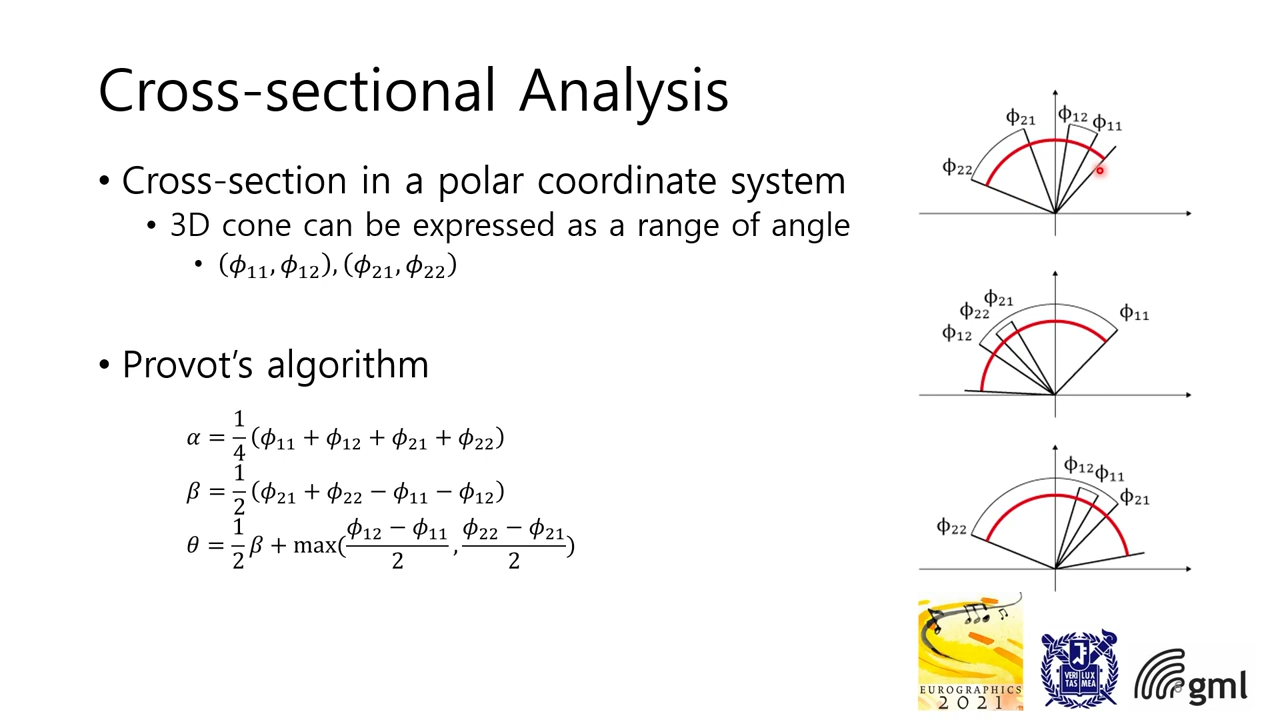 Cross-sectional Analysis
• Cross-section in a polar coordinate system
• 3D cone can be expressed as a range of angle
• (ϕ₁₁, ϕ₁₂), (ϕ₂₁, ϕ₂₂)
• Provot’s algorithm
α = 1/4 (ϕ₁₁ + ϕ₁₂ + ϕ₂₁ + ϕ₂₂)
β = 1/2 (ϕ₂₁ + ϕ₂₂ − ϕ₁₁ − ϕ₁₂)
θ = 1/2 β + max((ϕ₁₂ − ϕ₁₁)/2, (ϕ₂₂ − ϕ₂₁)/2)
ϕ₂₁ ϕ₁₂ ϕ₁₁
ϕ₂₂
ϕ₂₁
ϕ₂₂ ϕ₁₁
ϕ₁₂
ϕ₁₂ ϕ₁₁
ϕ₂₁
ϕ₂₂
EUROGRAPHICS
2021
VERI LUX
TAS MEA
gml